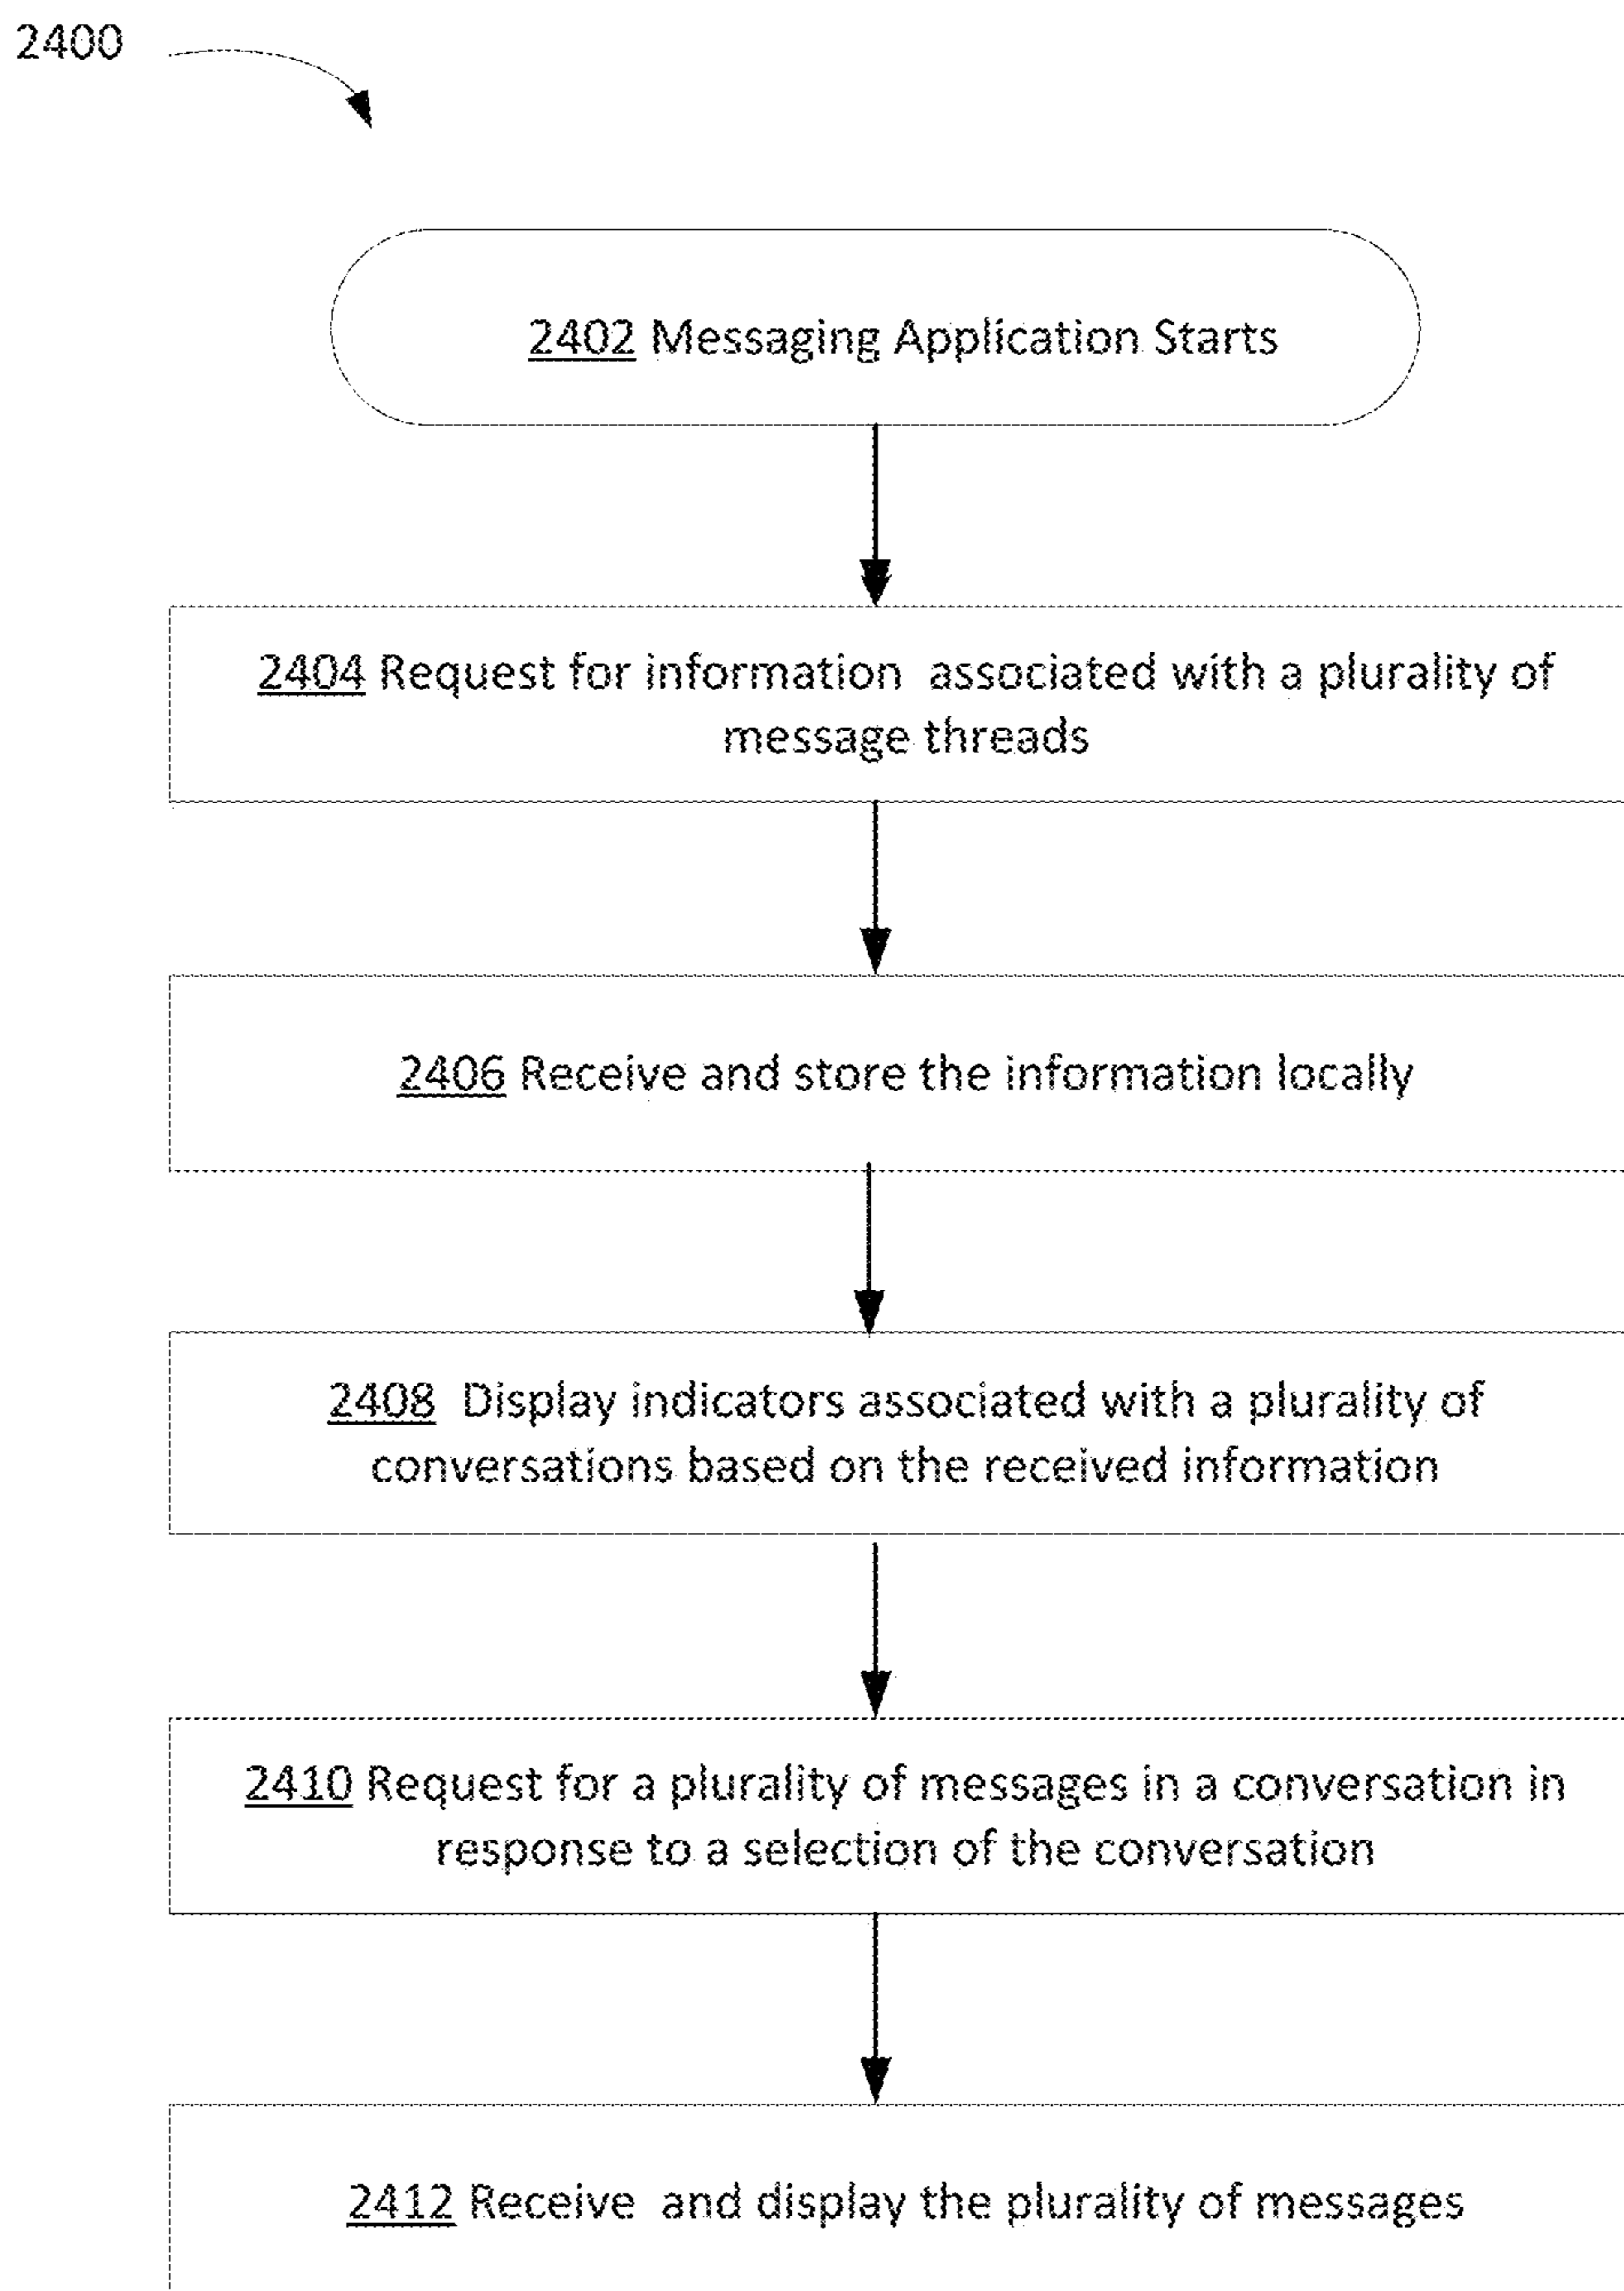 2400
2402 Messaging Application Starts
2404 Request for information associated with a plurality of
message threads
2406 Receive and store the information locally
2408 Display indicators associated with a plurality of
conversations based on the received information
2410 Request for a plurality of messages in a conversation in
response to a selection of the conversation
2412 Receive and display the plurality of messages